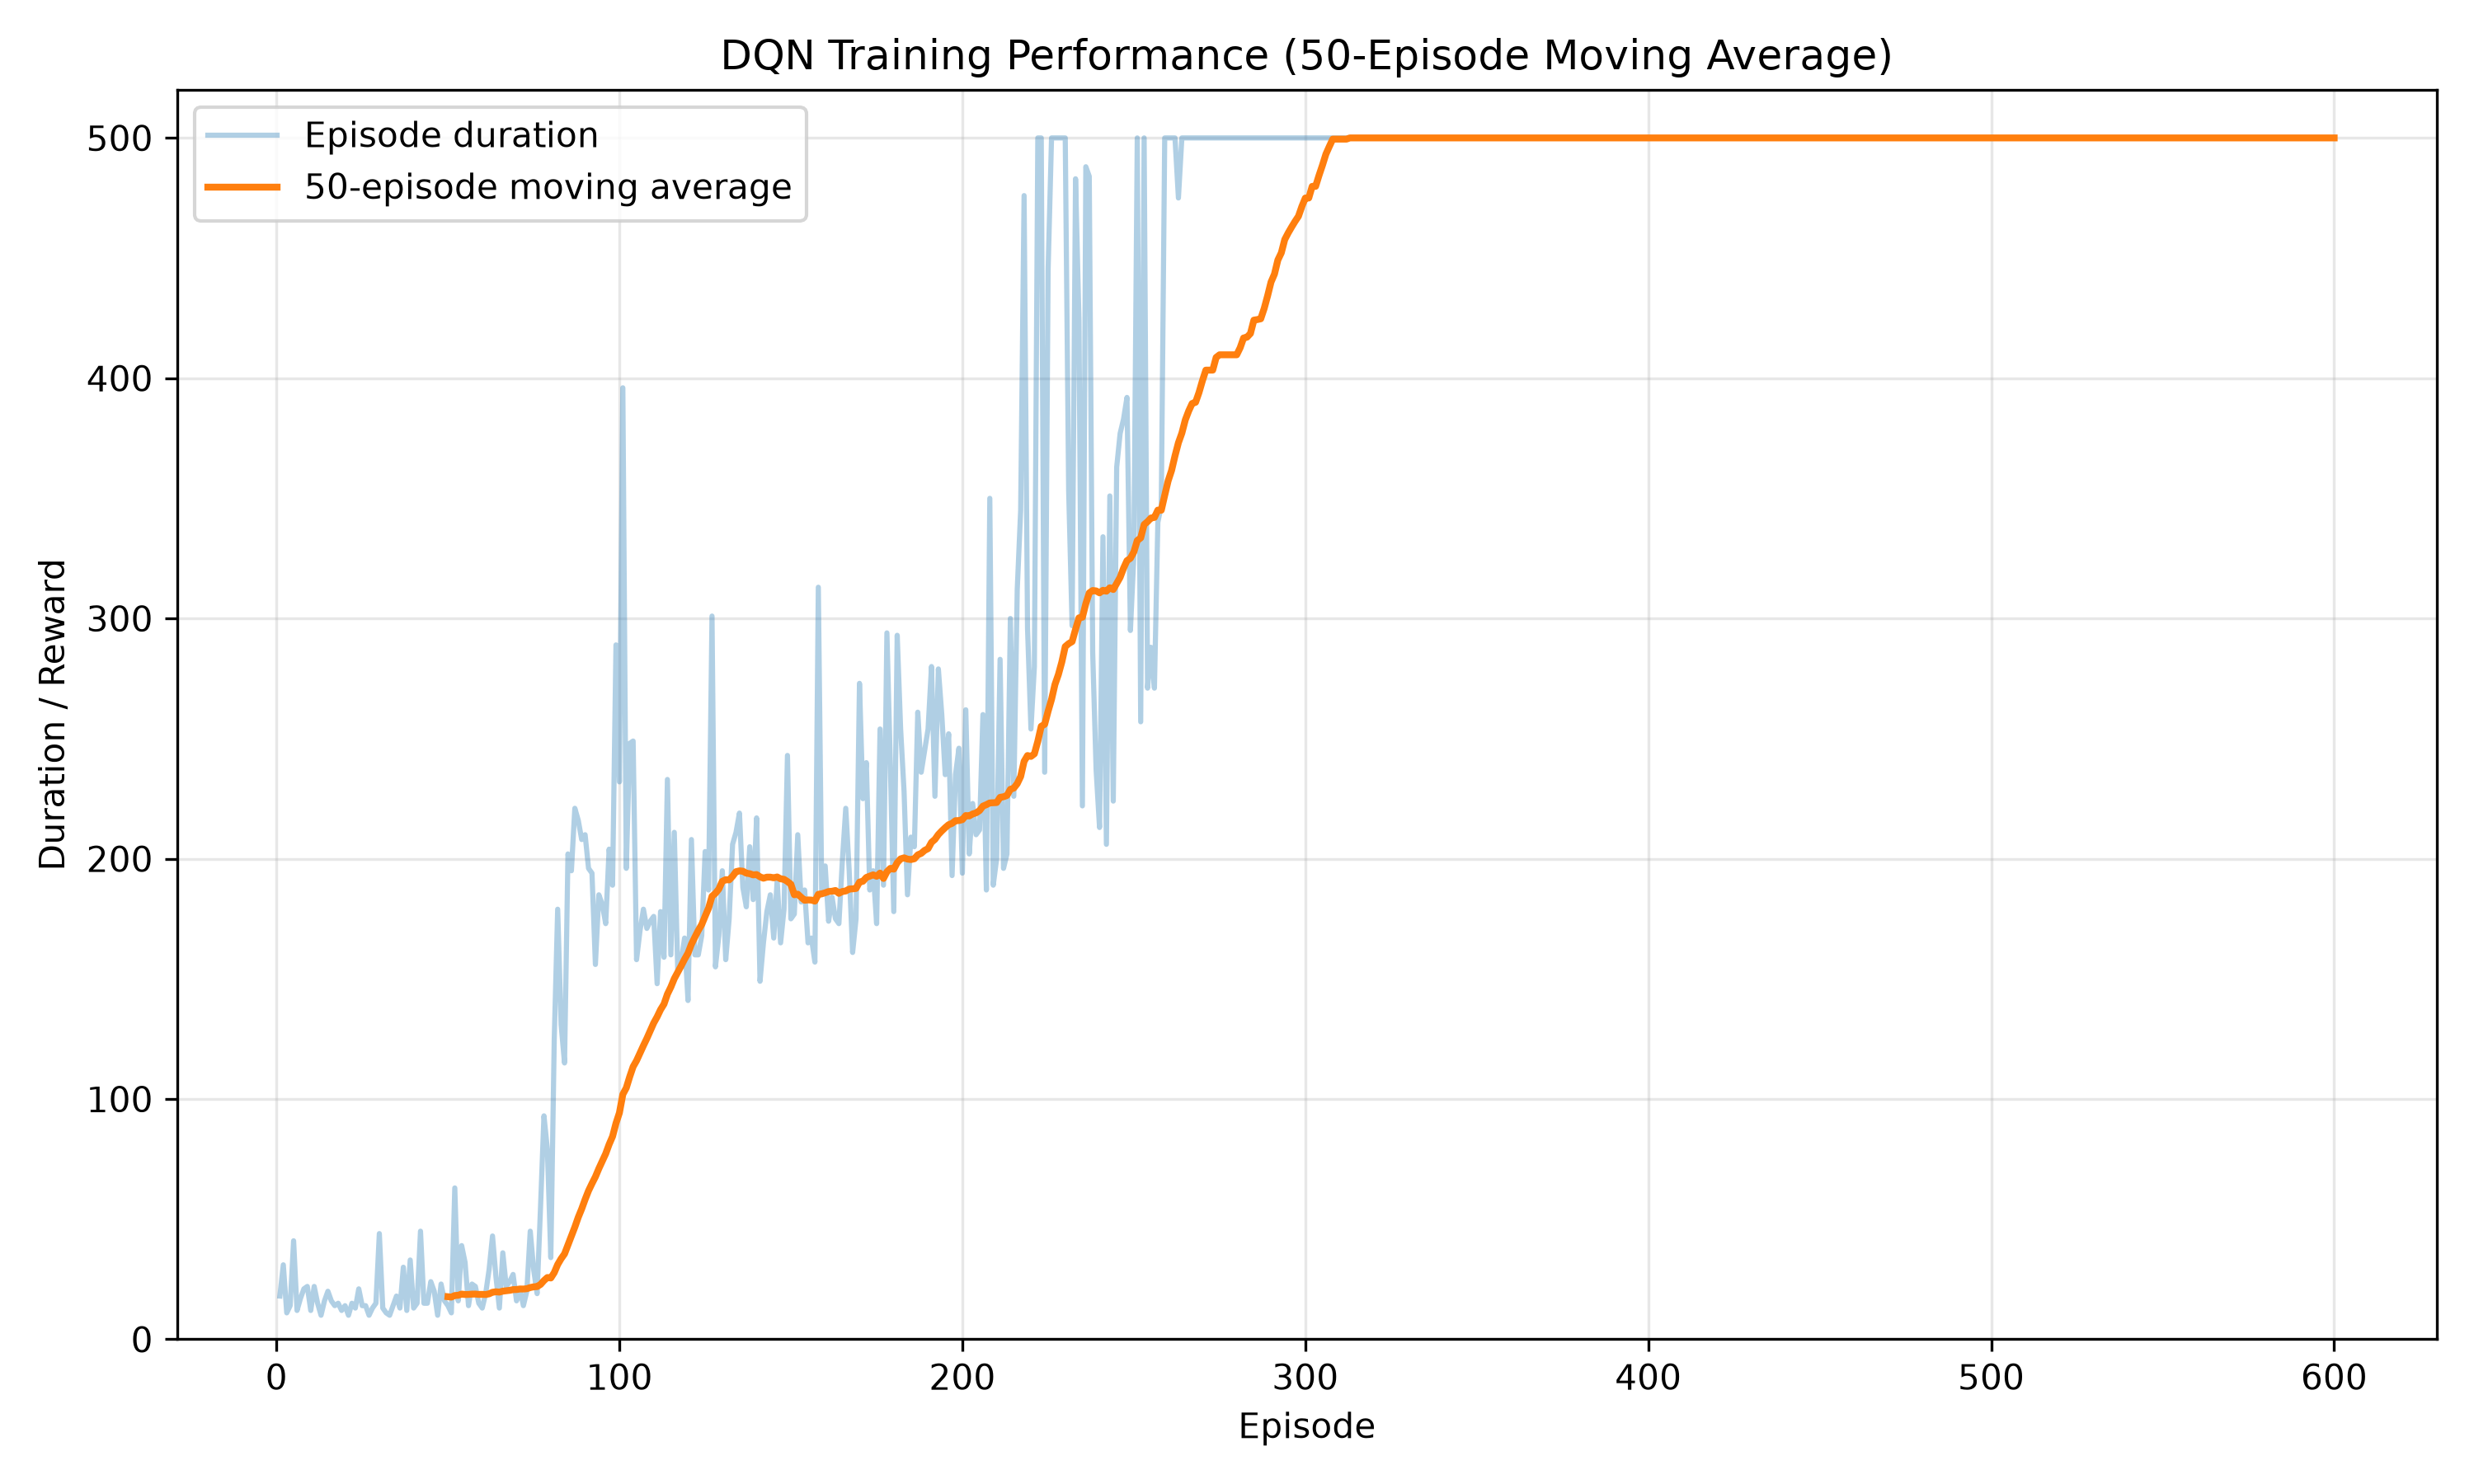 DQN Training Performance (50-Episode Moving Average)
Episode duration
50-episode moving average
500
400
300
200
100
0
Duration / Reward
0 100 200 300 400 500 600
Episode